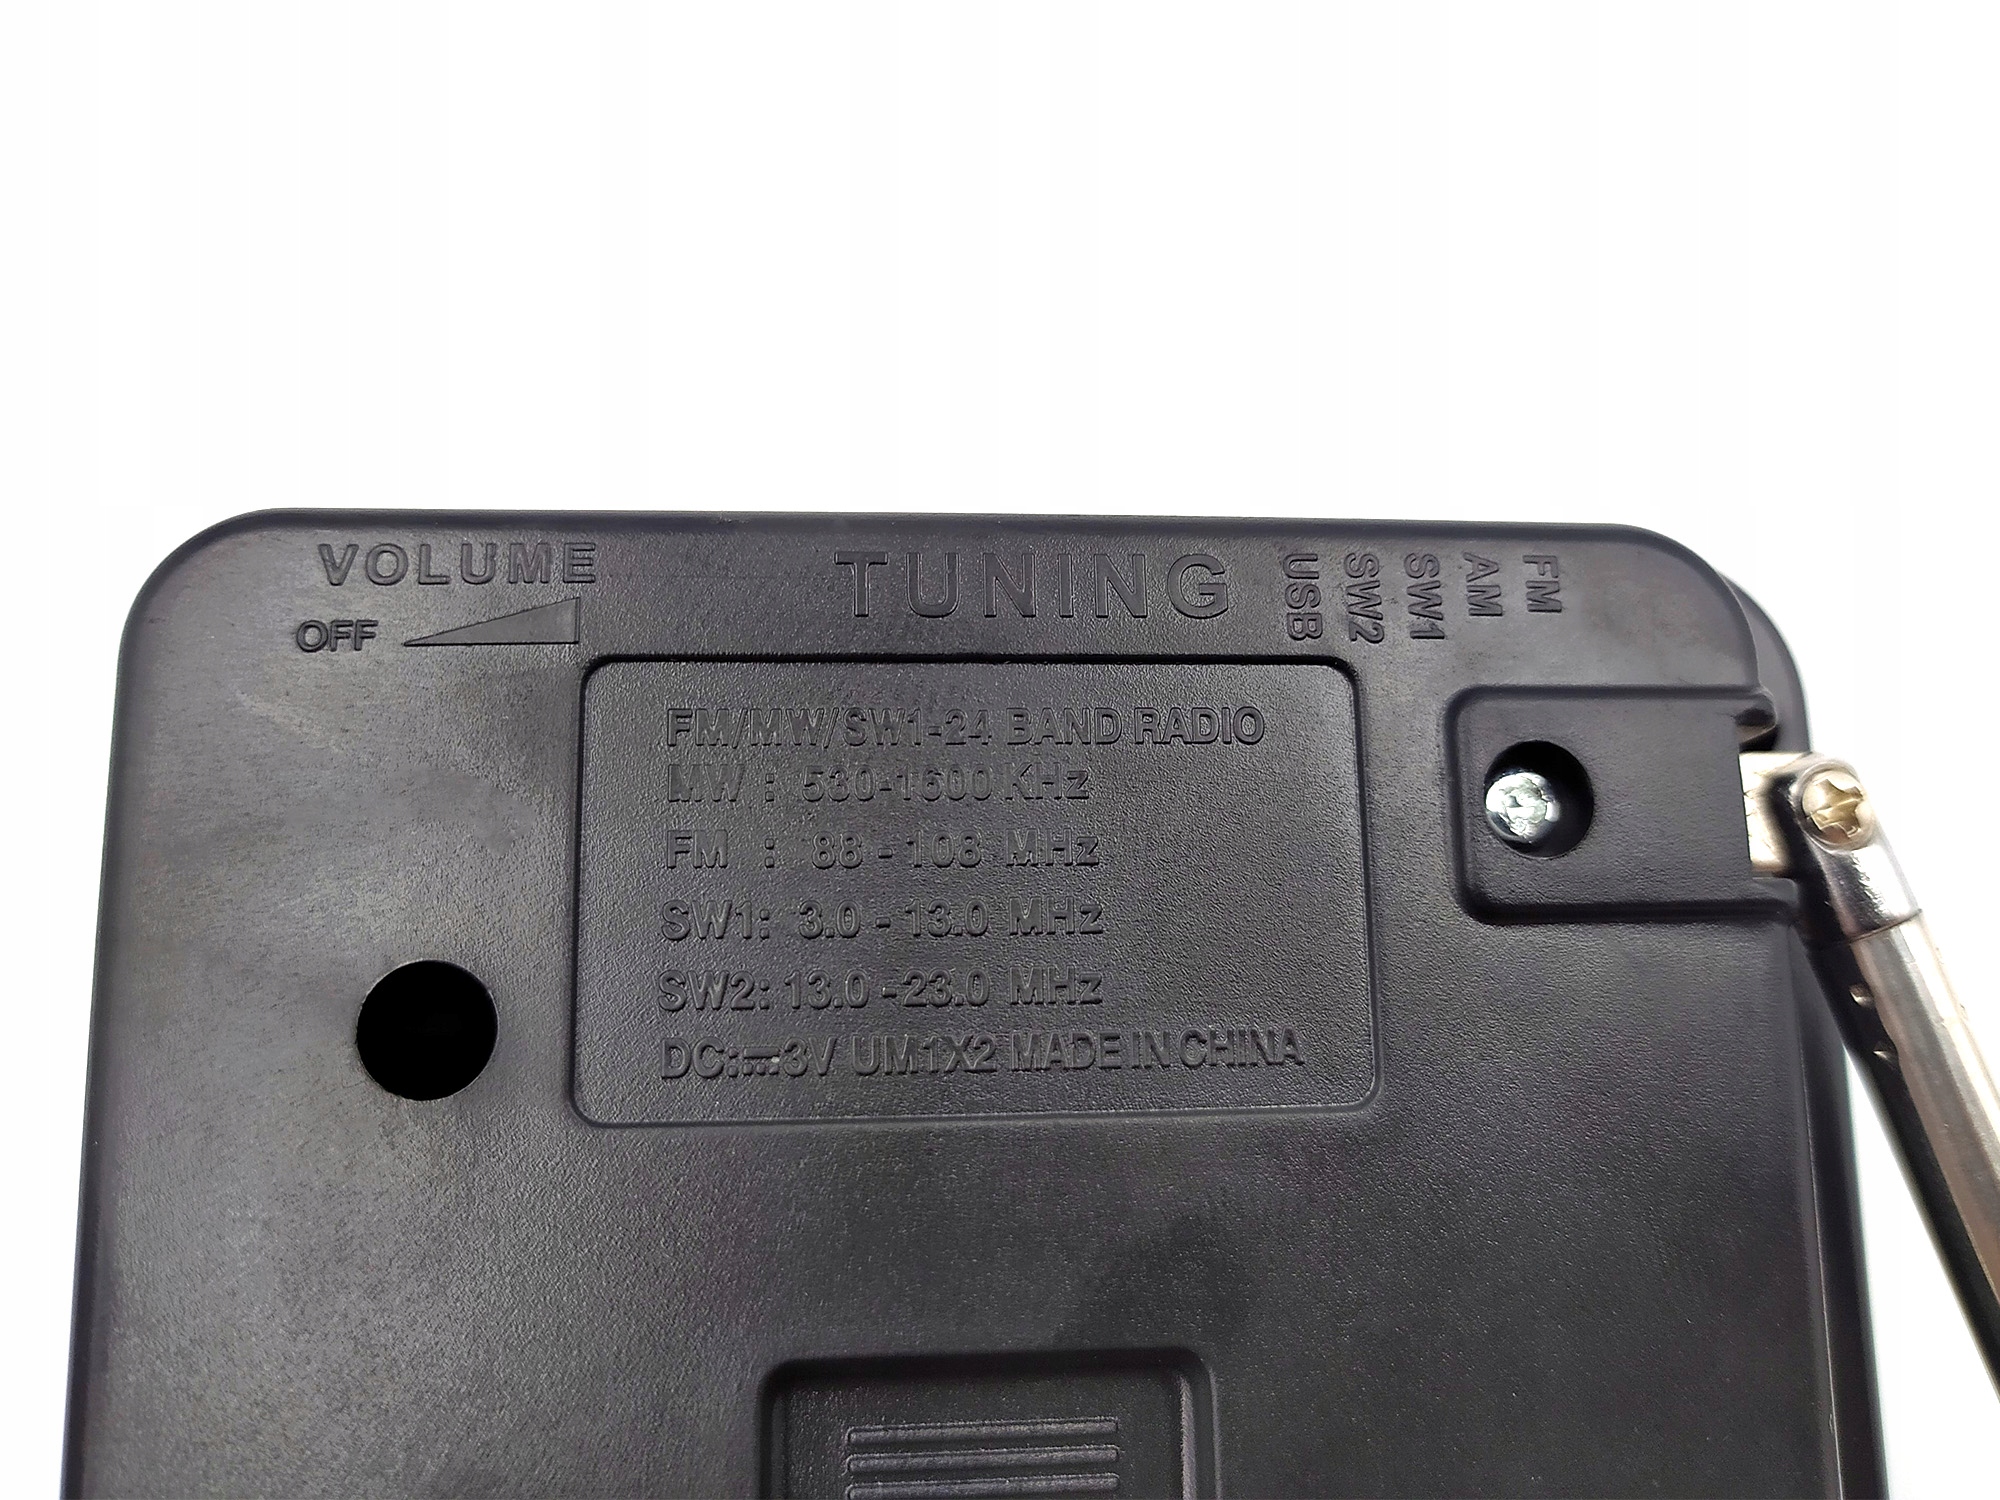 VOLUME
OFF
TUNING
USB
SW2
SW1
AM
FM
FM/MW/SW1-24 BAND RADIO
MW : 530-1600 KHz
FM : 88 - 108 MHz
SW1: 3.0 - 13.0 MHz
SW2: 13.0 -23.0 MHz
DC:⎓3V UM1X2 MADE IN CHINA